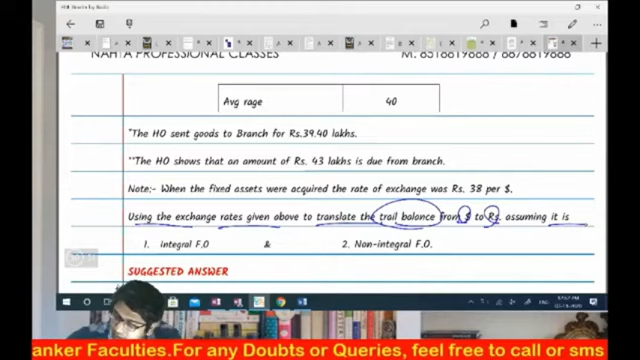 NAHTA PROFESSIONAL CLASSES M. 8518819888 / 8878819888
Avg rage 40
*The HO sent goods to Branch for Rs.39.40 lakhs.
**The HO shows that an amount of Rs. 43 lakhs is due from branch.
Note:- When the fixed assets were acquired the rate of exchange was Rs. 38 per $.
Using the exchange rates given above to translate the trail balance from $ to Rs. assuming it is
1. Integral F.O & 2. Non-integral F.O.
SUGGESTED ANSWER
anker Faculties.For any Doubts or Queries, feel free to call or sms